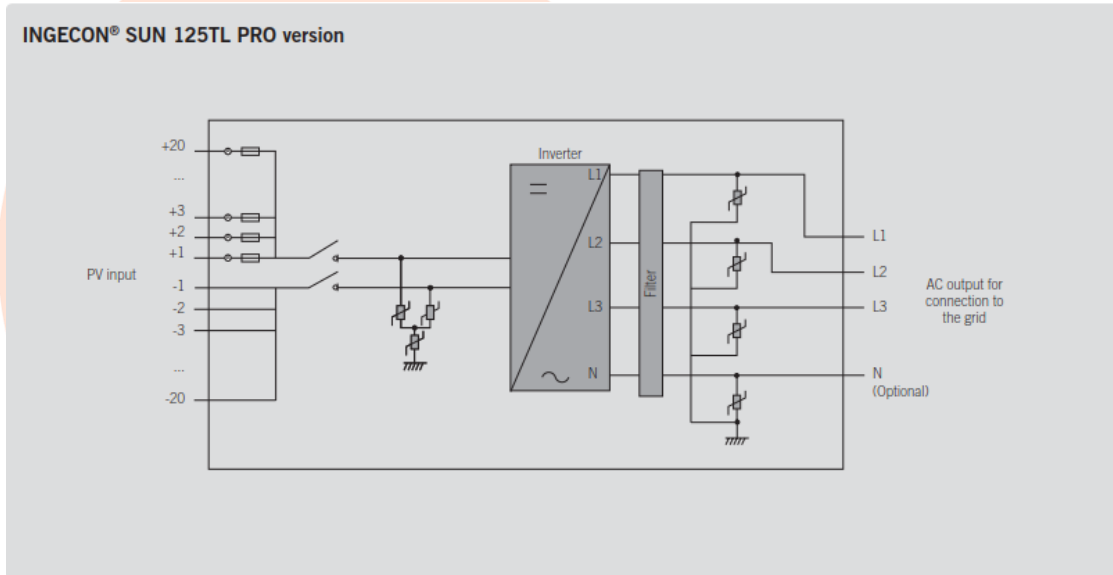 INGECON® SUN 125TL PRO version
+20
...
+3
+2
+1
PV input
-1
-2
-3
...
-20
Inverter
L1
L2
L3
N
Filter
L1
L2
L3
N
(Optional)
AC output for
connection to
the grid